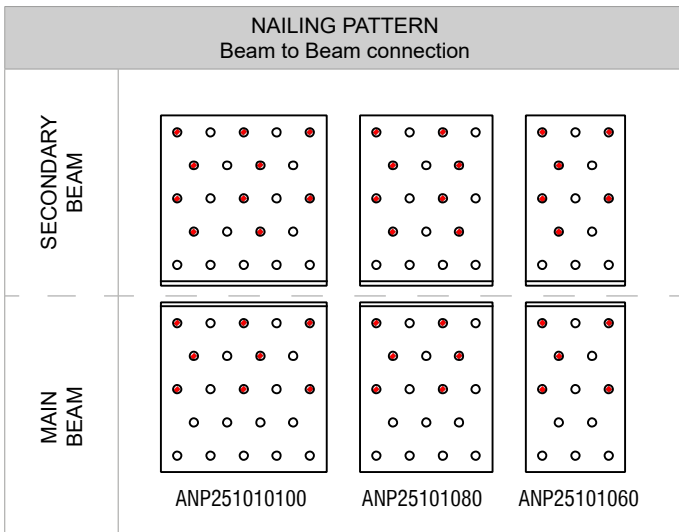 NAILING PATTERN
Beam to Beam connection
SECONDARY
BEAM
MAIN
BEAM
ANP251010100
ANP25101080
ANP25101060